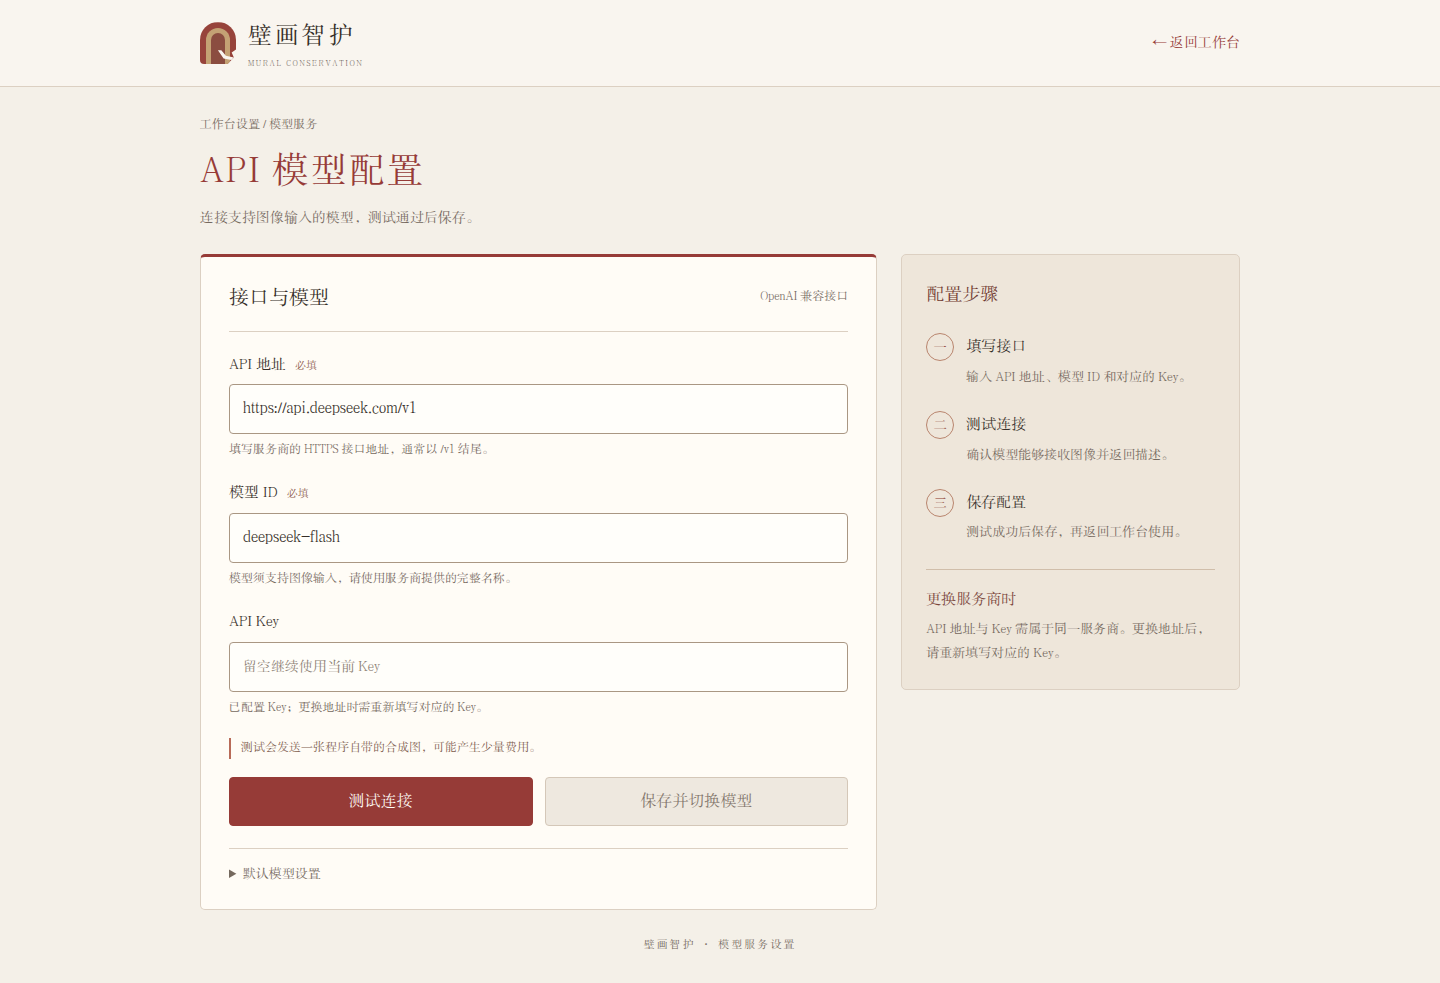 壁画智护
MURAL CONSERVATION
← 返回工作台
工作台设置 / 模型服务
API 模型配置
连接支持图像输入的模型，测试通过后保存。
接口与模型
OpenAI 兼容接口
API 地址 必填
https://api.deepseek.com/v1
填写服务商的 HTTPS 接口地址，通常以 /v1 结尾。
模型 ID 必填
deepseek-flash
模型须支持图像输入，请使用服务商提供的完整名称。
API Key
留空继续使用当前 Key
已配置 Key；更换地址时需重新填写对应的 Key。
测试会发送一张程序自带的合成图，可能产生少量费用。
测试连接
保存并切换模型
▶ 默认模型设置
配置步骤
一 填写接口
输入 API 地址、模型 ID 和对应的 Key。
二 测试连接
确认模型能够接收图像并返回描述。
三 保存配置
测试成功后保存，再返回工作台使用。
更换服务商时
API 地址与 Key 需属于同一服务商。更换地址后，
请重新填写对应的 Key。
壁画智护 · 模型服务设置